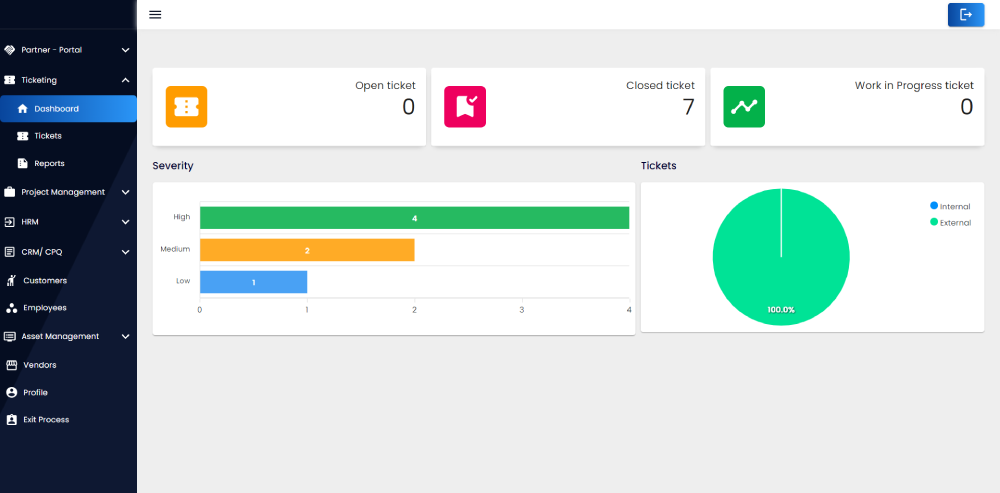 Partner - Portal
Ticketing
Dashboard
Tickets
Reports
Project Management
HRM
CRM/ CPQ
Customers
Employees
Asset Management
Vendors
Profile
Exit Process
Open ticket
0
Closed ticket
7
Work in Progress ticket
0
Severity
High
4
Medium
2
Low
1
0 1 2 3 4
Tickets
Internal
External
100.0%